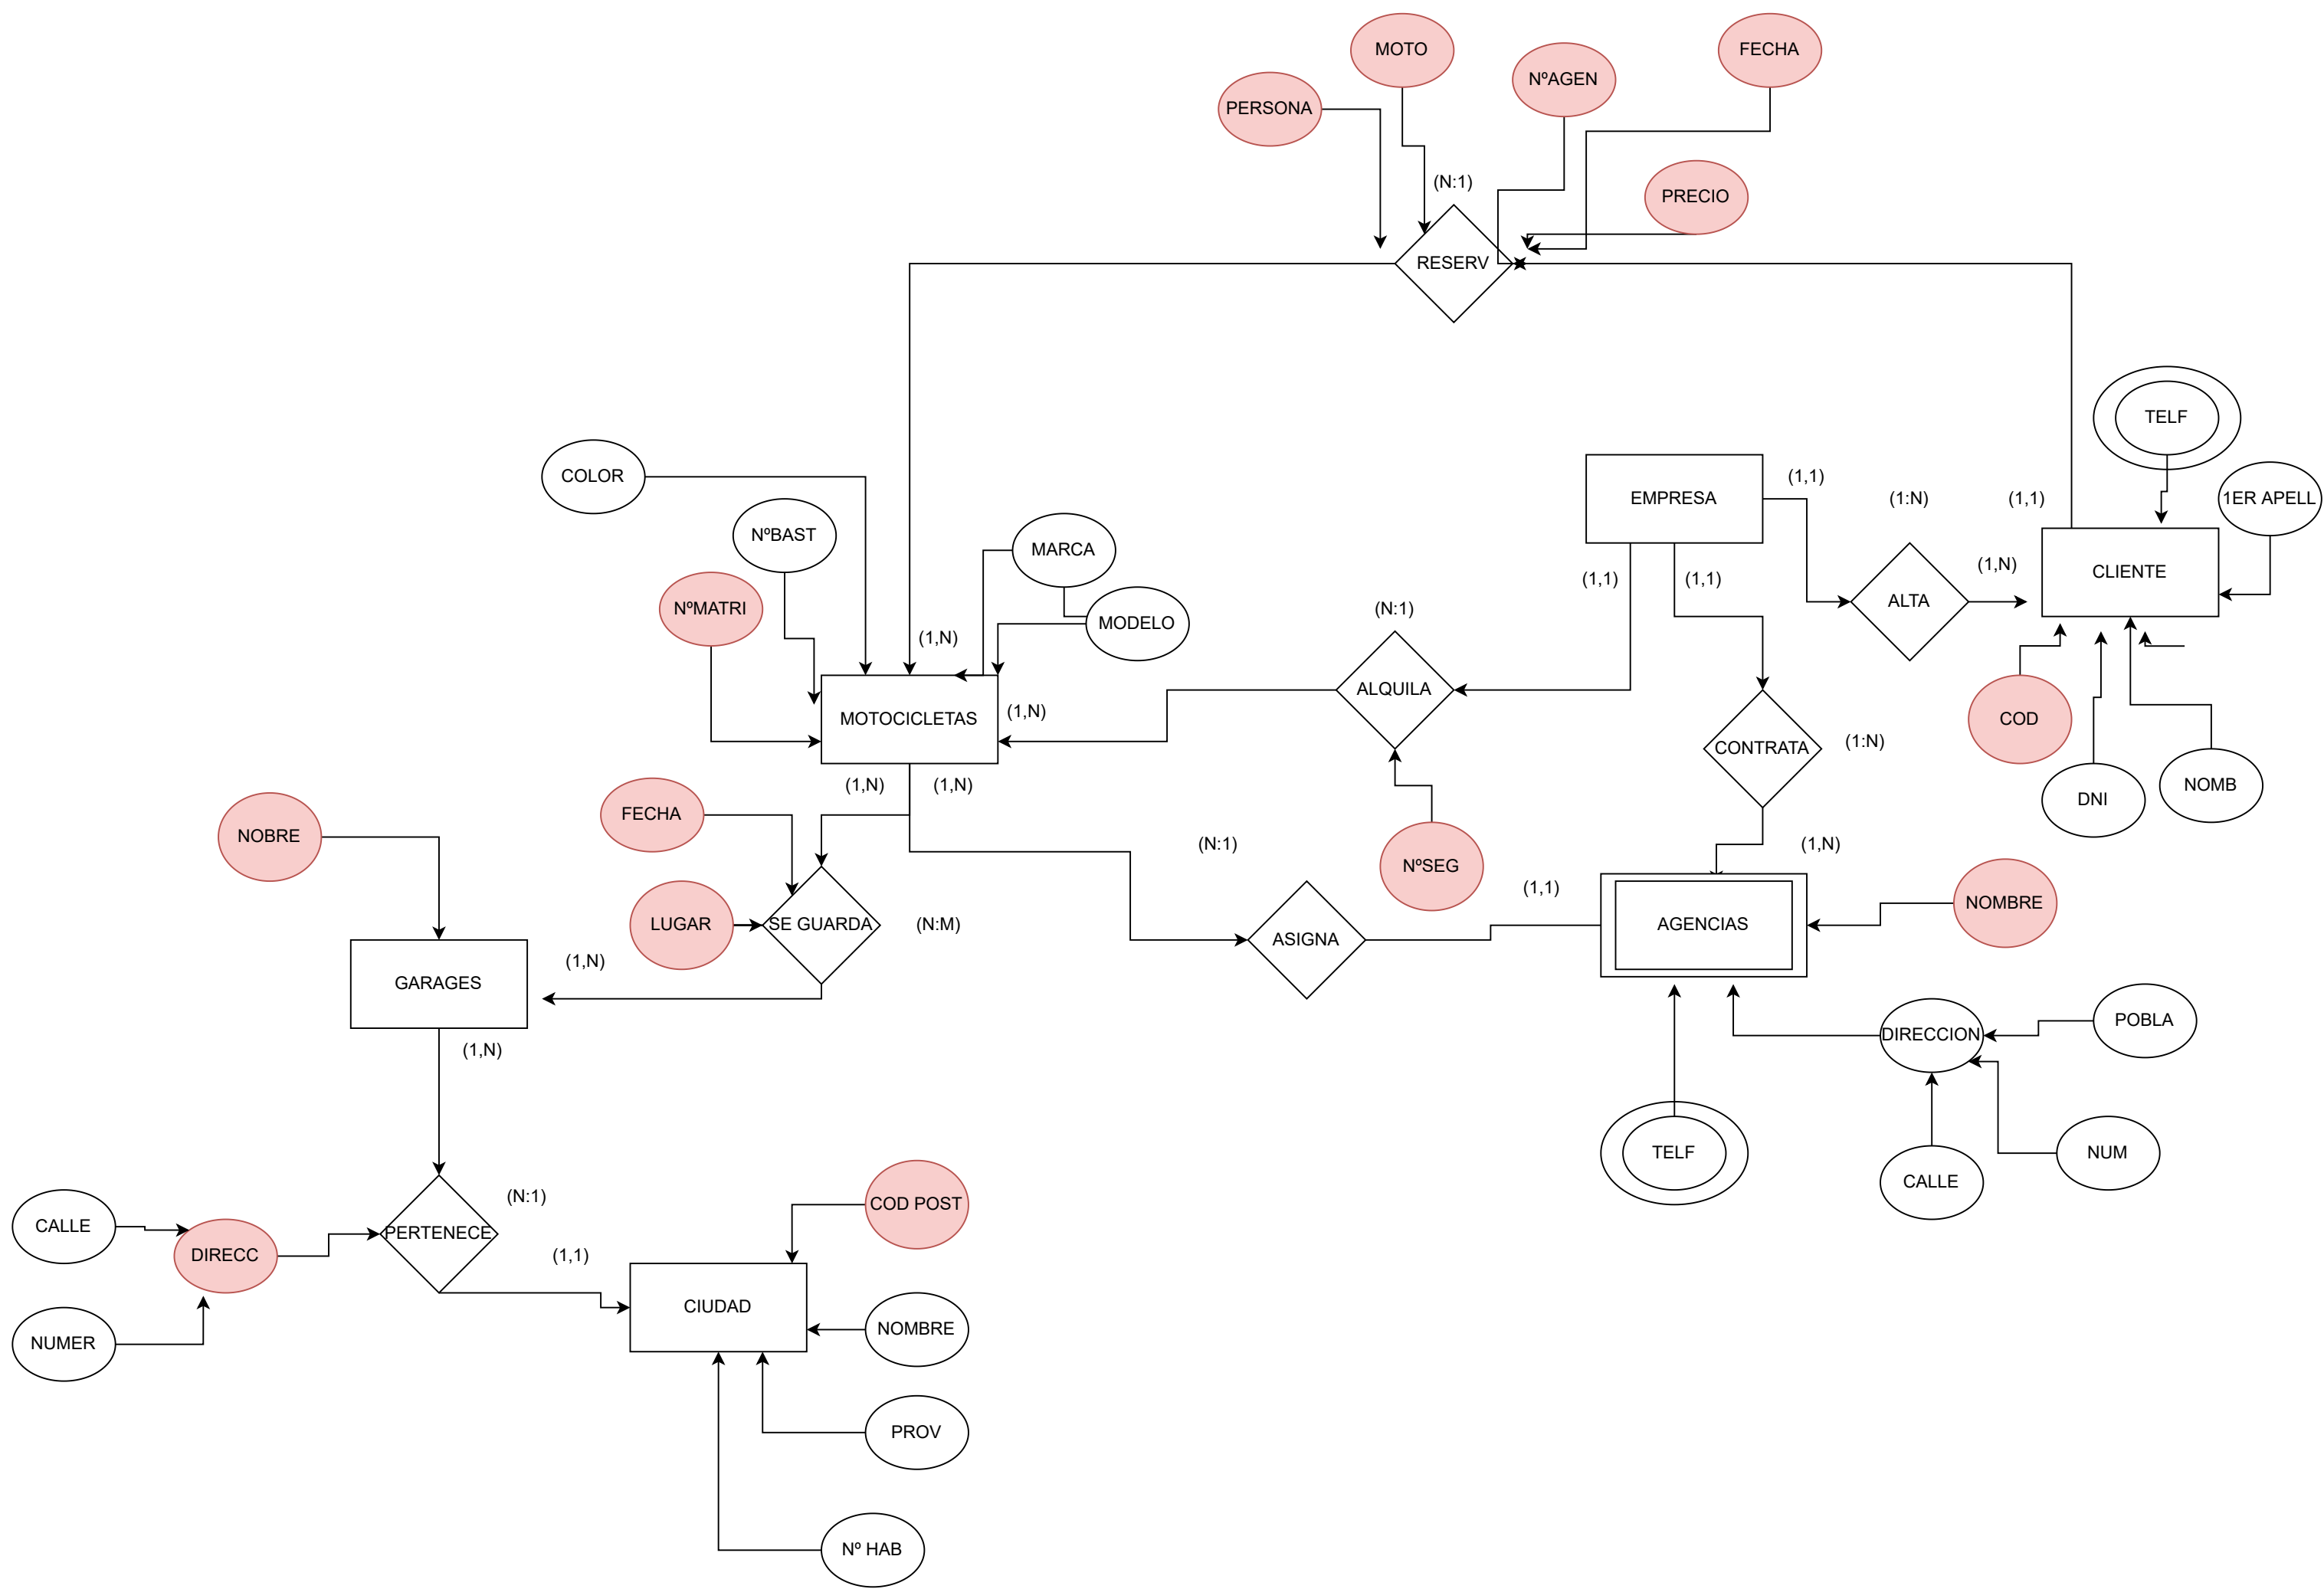 MOTO
FECHA
NºAGEN
PERSONA
(N:1)
PRECIO
RESERV
TELF
COLOR
EMPRESA
(1,1)
(1:N)
(1,1)
1ER APELL
NºBAST
MARCA
CLIENTE
(1,1)
(1,1)
(1,N)
NºMATRI
(N:1)
ALTA
MODELO
(1,N)
ALQUILA
(1,N)
MOTOCICLETAS
COD
CONTRATA
(1:N)
(1,N)
(1,N)
NOMB
DNI
FECHA
NOBRE
(N:1)
(1,N)
NºSEG
(1,1)
NOMBRE
LUGAR
SE GUARDA
(N:M)
AGENCIAS
ASIGNA
(1,N)
GARAGES
POBLA
DIRECCION
(1,N)
TELF
NUM
CALLE
(N:1)
COD POST
CALLE
PERTENECE
DIRECC
(1,1)
CIUDAD
NOMBRE
NUMER
PROV
Nº HAB